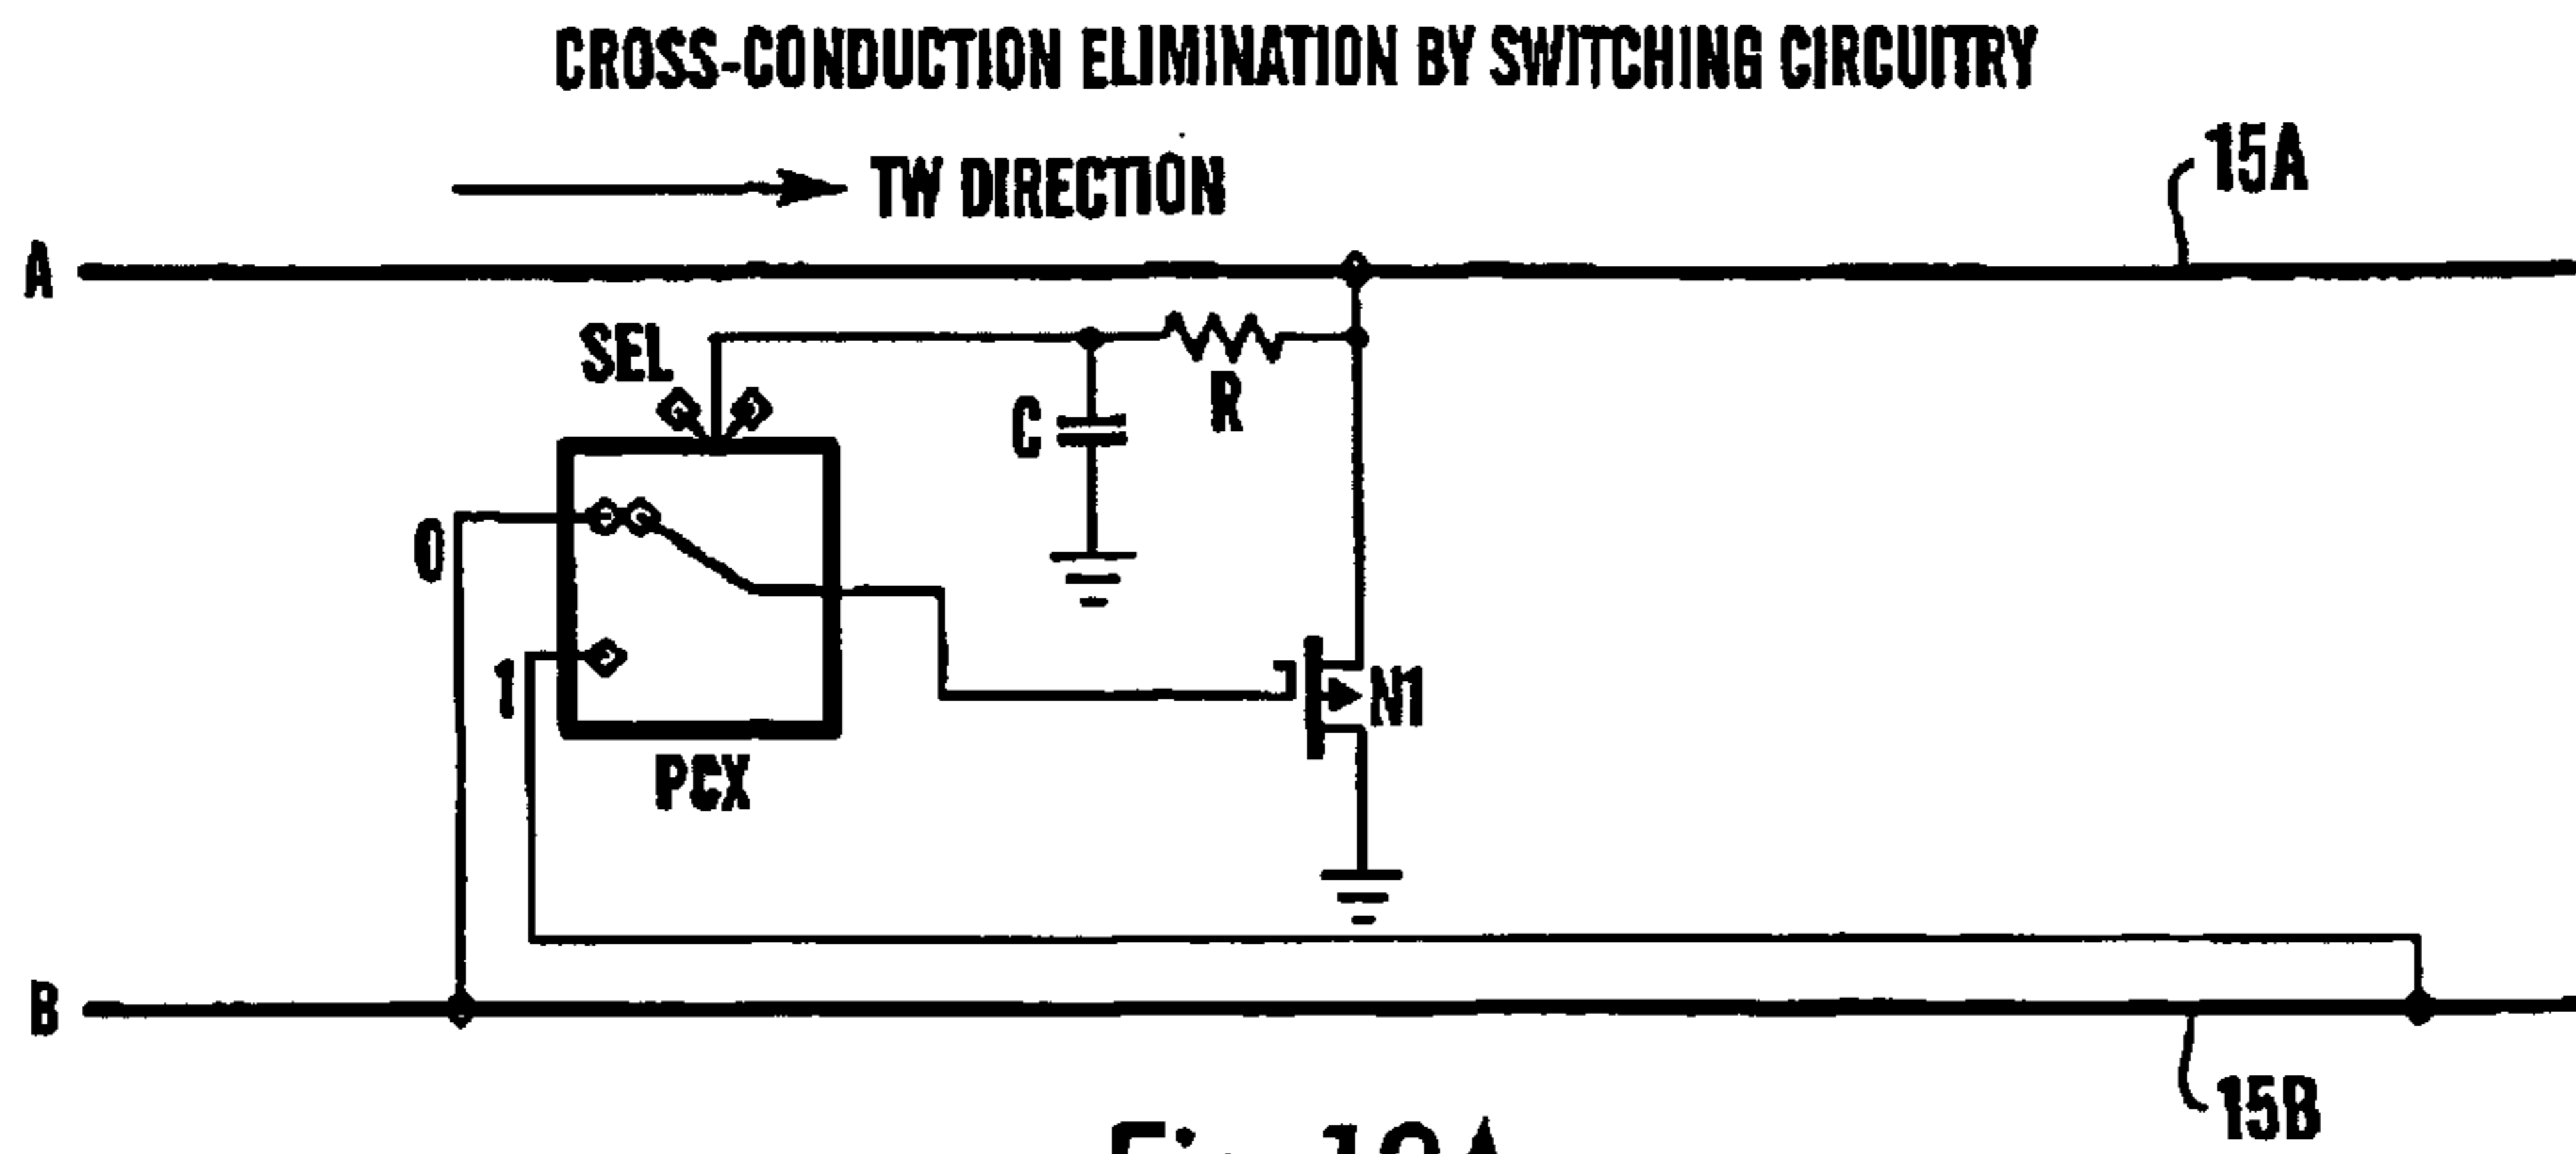 CROSS-CONDUCTION ELIMINATION BY SWITCHING CIRCUITRY
TW DIRECTION
15A
A
SEL
C
R
0
1
N1
PCX
B
15B